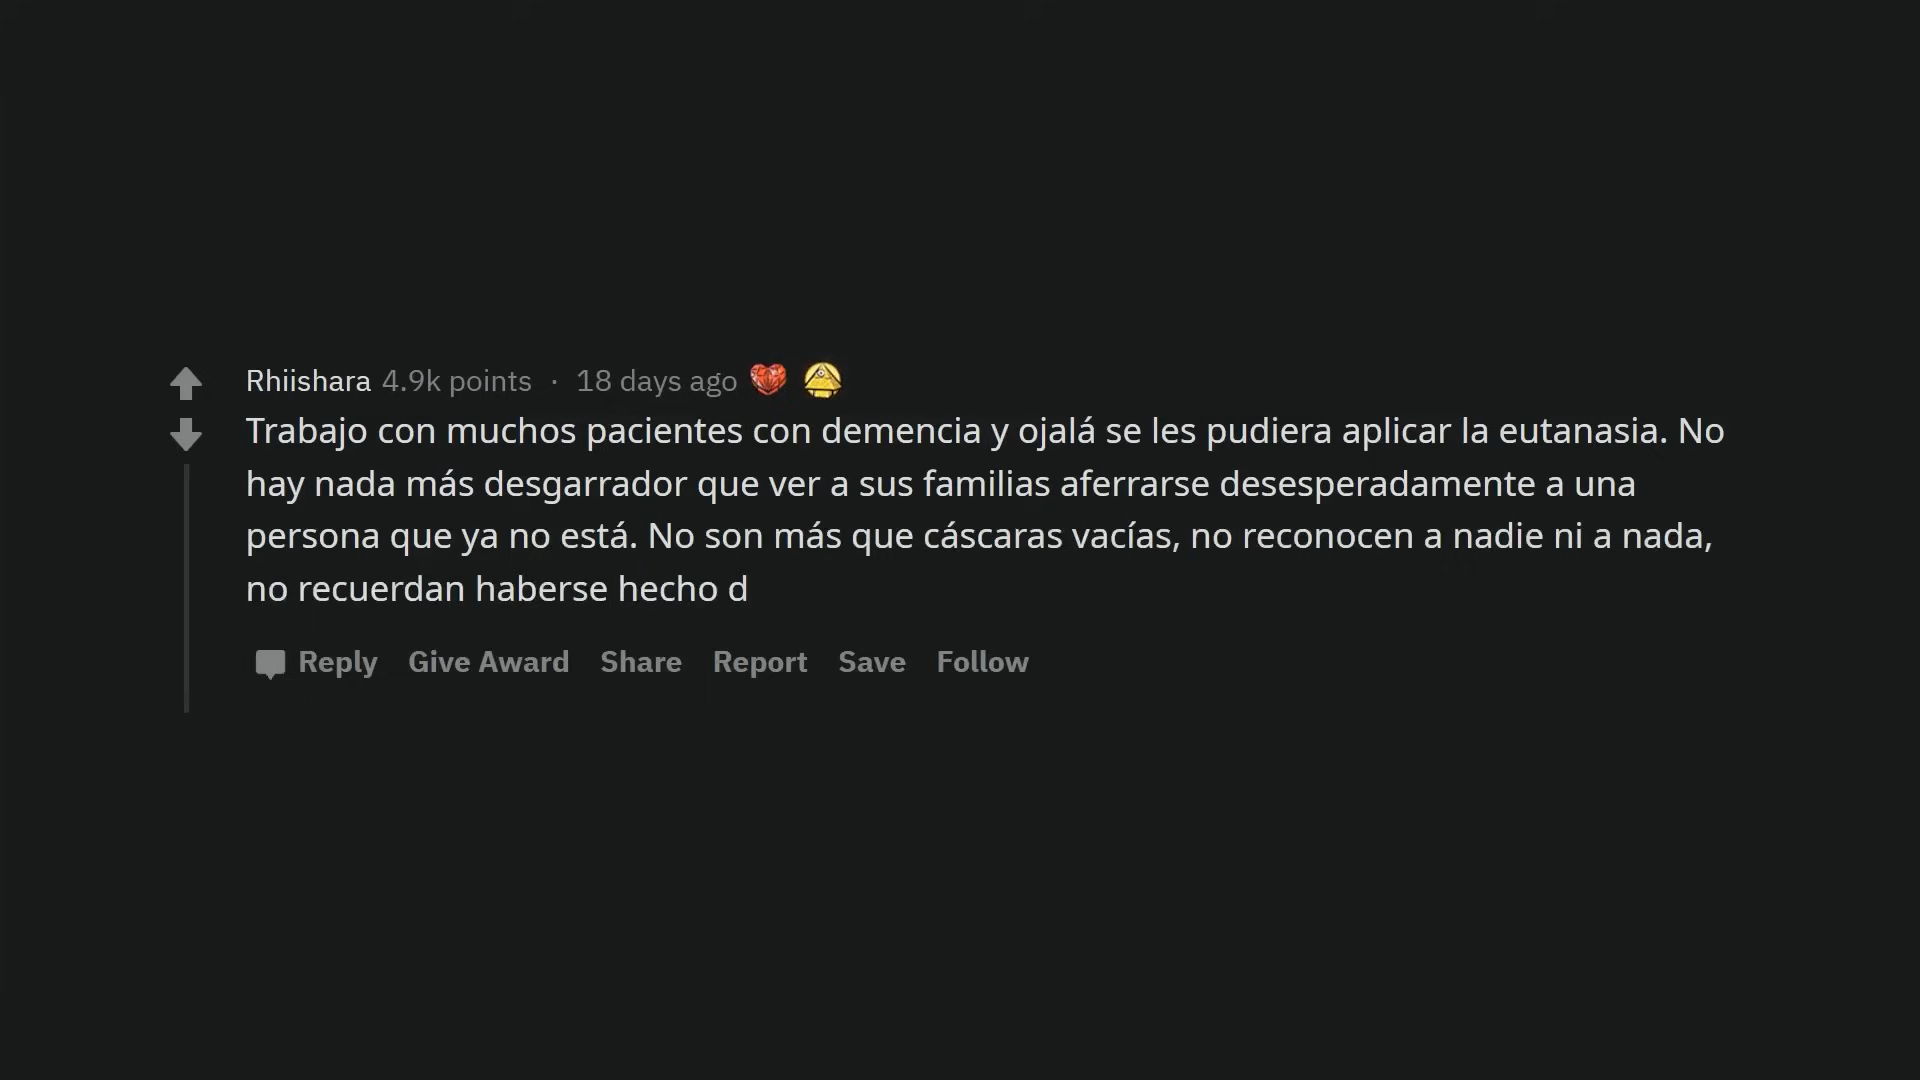 Rhiishara 4.9k points · 18 days ago
Trabajo con muchos pacientes con demencia y ojalá se les pudiera aplicar la eutanasia. No
hay nada más desgarrador que ver a sus familias aferrarse desesperadamente a una
persona que ya no está. No son más que cáscaras vacías, no reconocen a nadie ni a nada,
no recuerdan haberse hecho d
Reply Give Award Share Report Save Follow